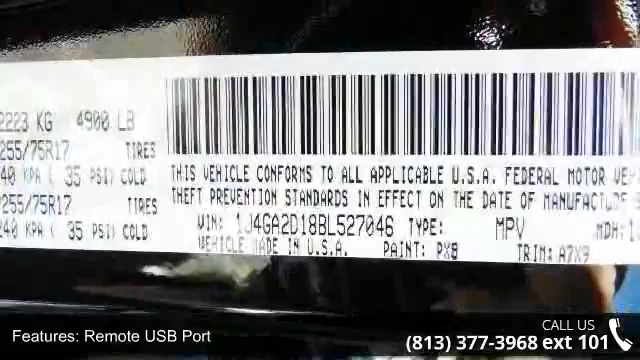 2223 KG 4900 LB
255/75R17 TIRES
240 KPA ( 35 PSI) COLD
255/75R17 TIRES
240 KPA ( 35 PSI) COLD
THIS VEHICLE CONFORMS TO ALL APPLICABLE U.S.A. FEDERAL MOTOR
THEFT PREVENTION STANDARDS IN EFFECT ON THE DATE OF MANUFACTURE
VIN: 1J4GA2D18BL527046 TYPE: MPV MDH:
VEHICLE MADE IN U.S.A. PAINT: PX8 TRIM: A7X9
Features: Remote USB Port
CALL US
(813) 377-3968 ext 101